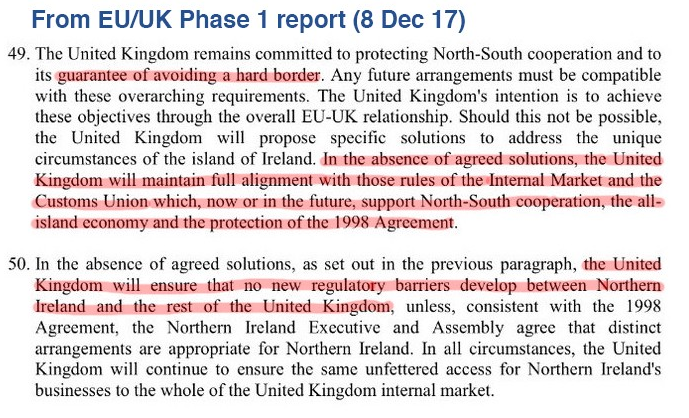 From EU/UK Phase 1 report (8 Dec 17)
49. The United Kingdom remains committed to protecting North-South cooperation and to
its guarantee of avoiding a hard border. Any future arrangements must be compatible
with these overarching requirements. The United Kingdom's intention is to achieve
these objectives through the overall EU-UK relationship. Should this not be possible,
the United Kingdom will propose specific solutions to address the unique
circumstances of the island of Ireland. In the absence of agreed solutions, the United
Kingdom will maintain full alignment with those rules of the Internal Market and the
Customs Union which, now or in the future, support North-South cooperation, the all-
island economy and the protection of the 1998 Agreement.
50. In the absence of agreed solutions, as set out in the previous paragraph, the United
Kingdom will ensure that no new regulatory barriers develop between Northern
Ireland and the rest of the United Kingdom, unless, consistent with the 1998
Agreement, the Northern Ireland Executive and Assembly agree that distinct
arrangements are appropriate for Northern Ireland. In all circumstances, the United
Kingdom will continue to ensure the same unfettered access for Northern Ireland's
businesses to the whole of the United Kingdom internal market.